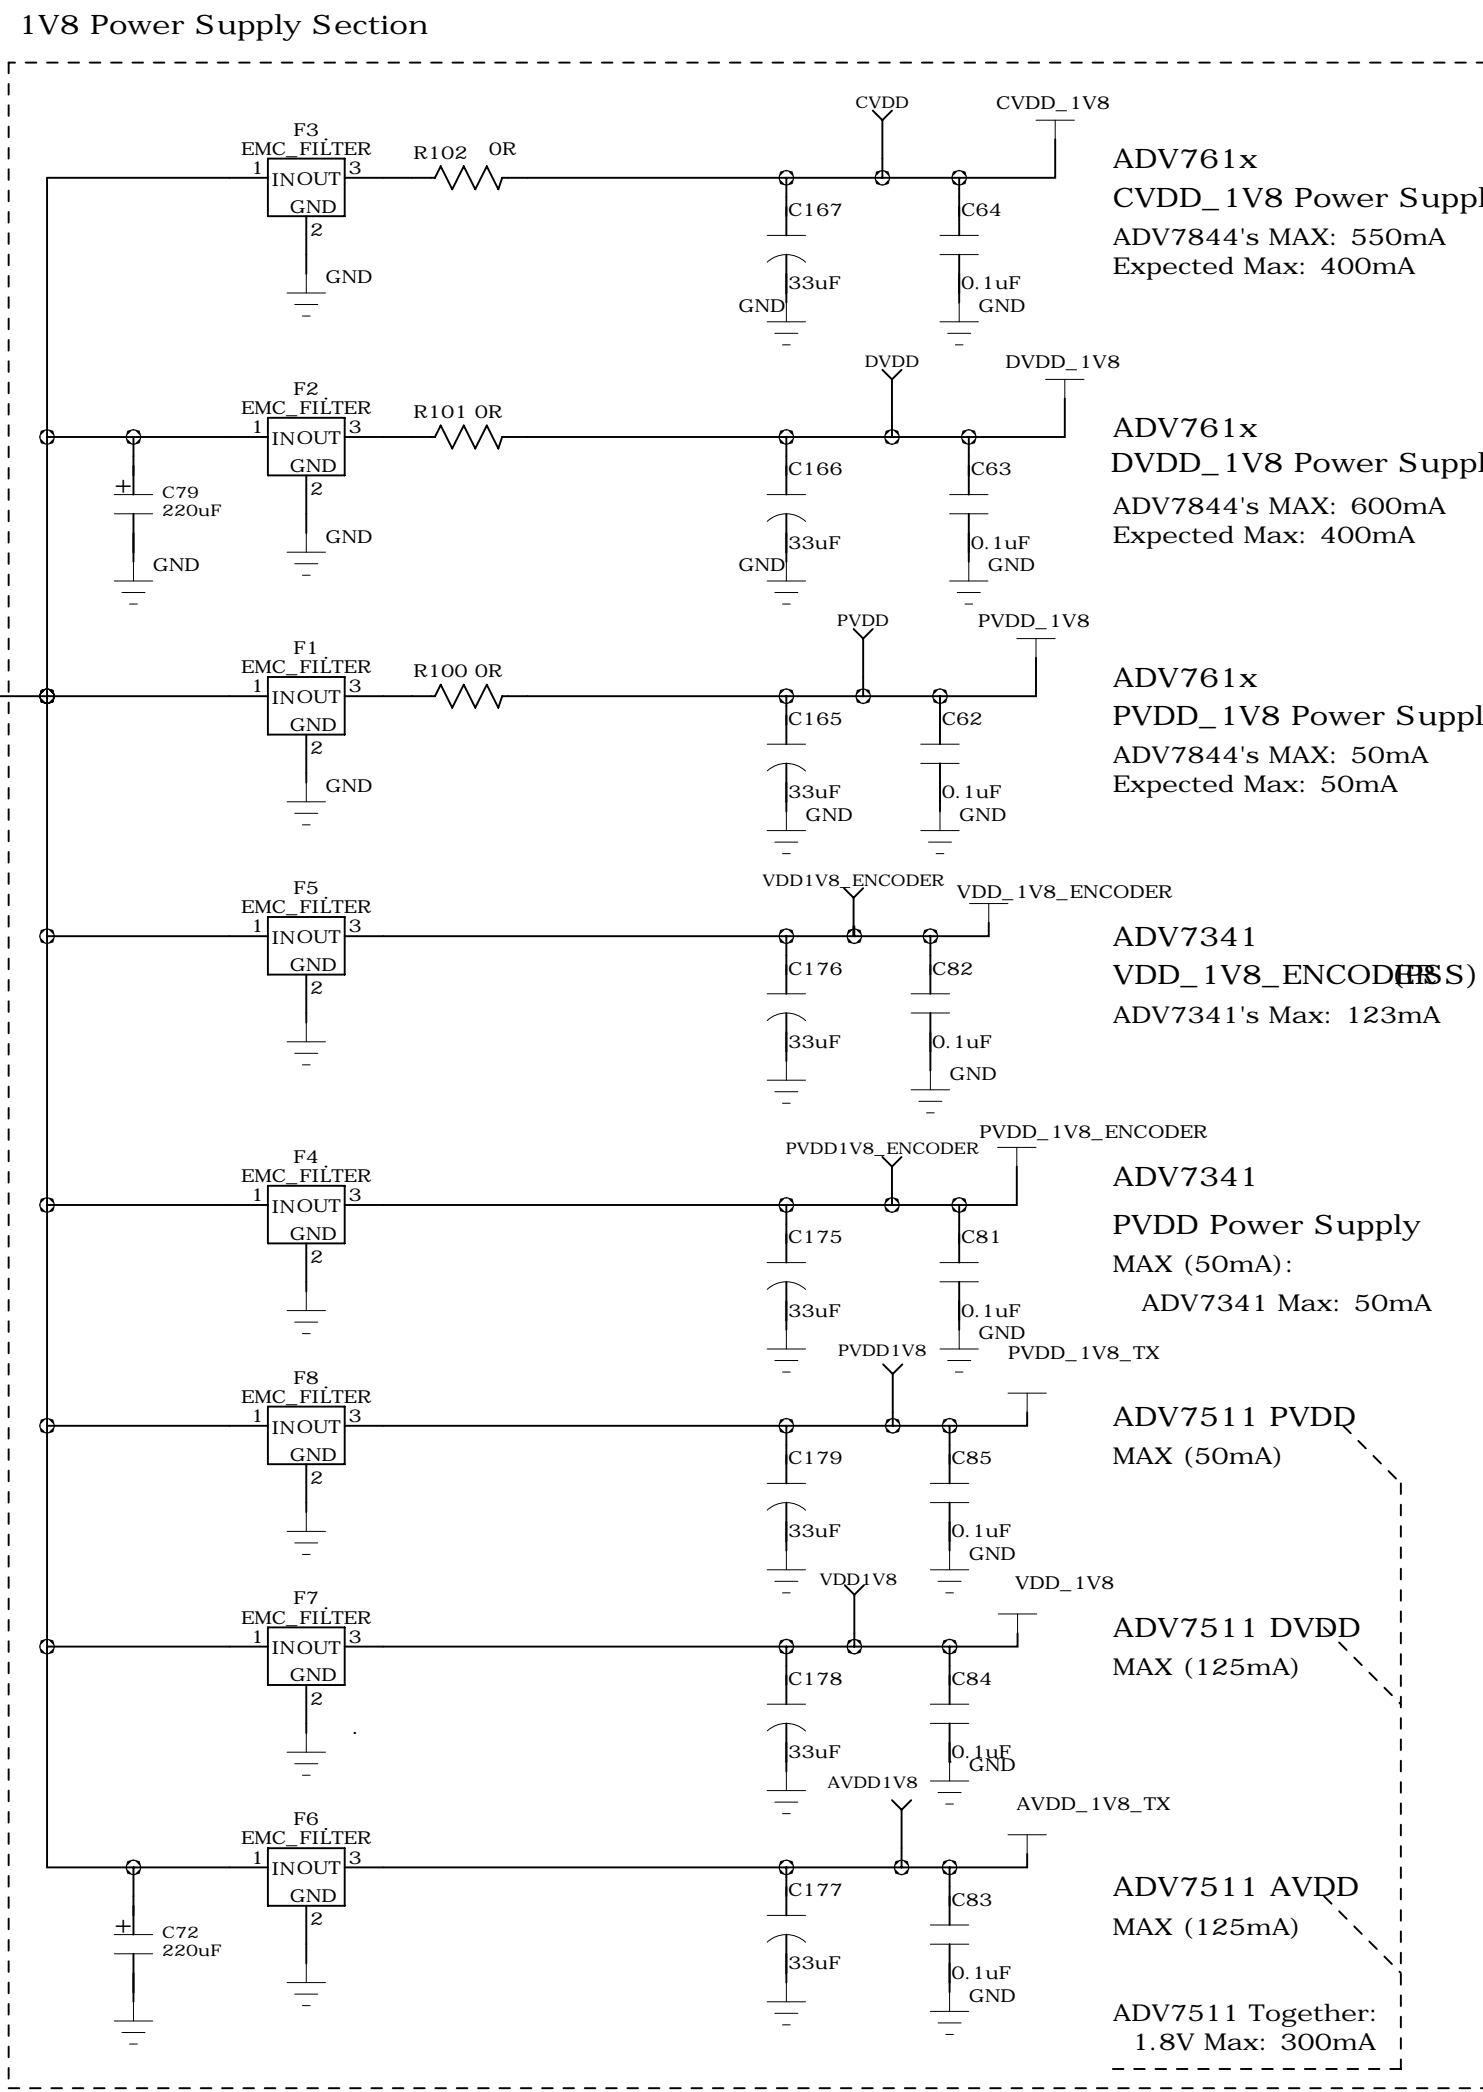 1V8 Power Supply Section
CVDD
CVDD_1V8
F3
EMC_FILTER
R102 0R
1
INOUT
3
GND
2
GND
C167
33uF
GND
C64
0.1uF
GND
ADV761x
CVDD_1V8 Power Suppl
ADV7844's MAX: 550mA
Expected Max: 400mA
DVDD
DVDD_1V8
F2
EMC_FILTER
R101 0R
1
INOUT
3
GND
2
GND
+
C79
220uF
GND
C166
33uF
GND
C63
0.1uF
GND
ADV761x
DVDD_1V8 Power Suppl
ADV7844's MAX: 600mA
Expected Max: 400mA
PVDD
PVDD_1V8
F1
EMC_FILTER
R100 0R
1
INOUT
3
GND
2
GND
C165
33uF
GND
C62
0.1uF
GND
ADV761x
PVDD_1V8 Power Suppl
ADV7844's MAX: 50mA
Expected Max: 50mA
VDD1V8_ENCODER
VDD_1V8_ENCODER
F5
EMC_FILTER
1
INOUT
3
GND
2
C176
33uF
C82
0.1uF
GND
ADV7341
VDD_1V8_ENCODER
ADV7341's Max: 123mA
PVDD1V8_ENCODER
PVDD_1V8_ENCODER
F4
EMC_FILTER
1
INOUT
3
GND
2
C175
33uF
C81
0.1uF
GND
ADV7341
PVDD Power Supply
MAX (50mA):
ADV7341 Max: 50mA
PVDD1V8
PVDD_1V8_TX
F8
EMC_FILTER
1
INOUT
3
GND
2
C179
33uF
C85
0.1uF
GND
ADV7511 PVDD
MAX (50mA)
VDD1V8
VDD_1V8
F7
EMC_FILTER
1
INOUT
3
GND
2
C178
33uF
C84
0.1uF
GND
ADV7511 DVDD
MAX (125mA)
AVDD1V8
AVDD_1V8_TX
F6
EMC_FILTER
1
INOUT
3
GND
2
+
C72
220uF
C177
33uF
C83
0.1uF
GND
ADV7511 AVDD
MAX (125mA)
ADV7511 Together:
1.8V Max: 300mA